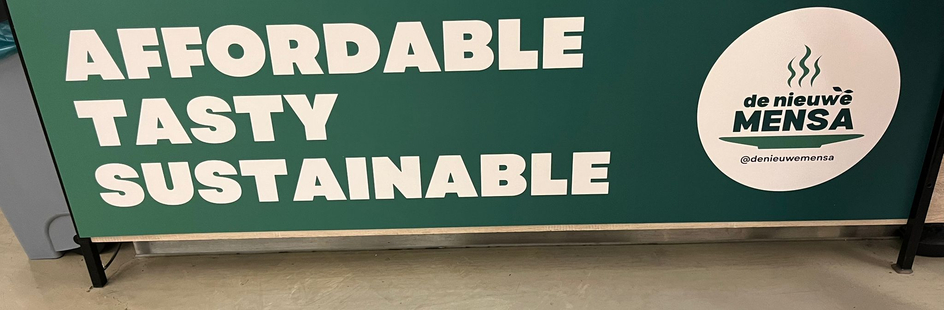 AFFORDABLE
TASTY
SUSTAINABLE
de nieuwe
MENSA
@denieuwemensa